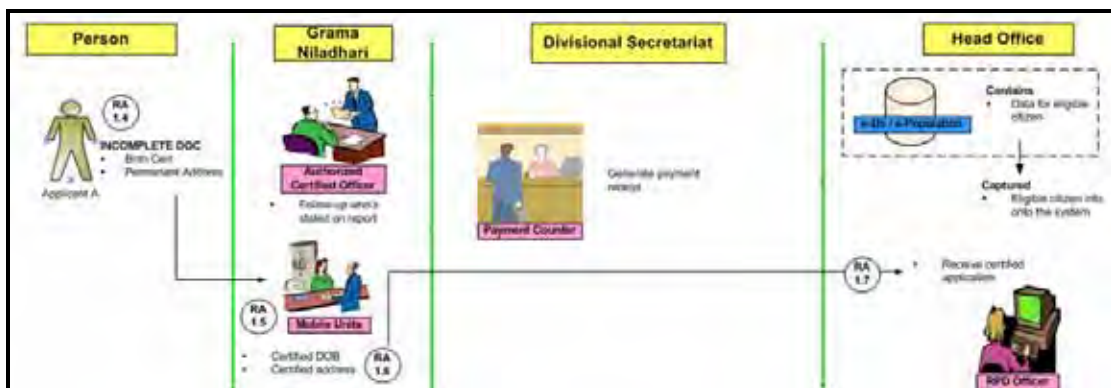 Person
Grama
Niladhari
Divisional Secretariat
Head Office
RA
1.4
INCOMPLETE DOC
• Birth Cert
• Permanent Address
Applicant A
Authorized
Certified Officer
• Follow-up who's
stated on report
Mobile Units
RA
1.5
• Certified DOB
• Certified address
RA
1.6
Payment Counter
Generate payment
receipt
Contains
• Data for eligible
citizen
/ e-Population
Captured
• Eligible citizen info
onto the system
RA
1.7
• Receive certified
application
RPD Officer